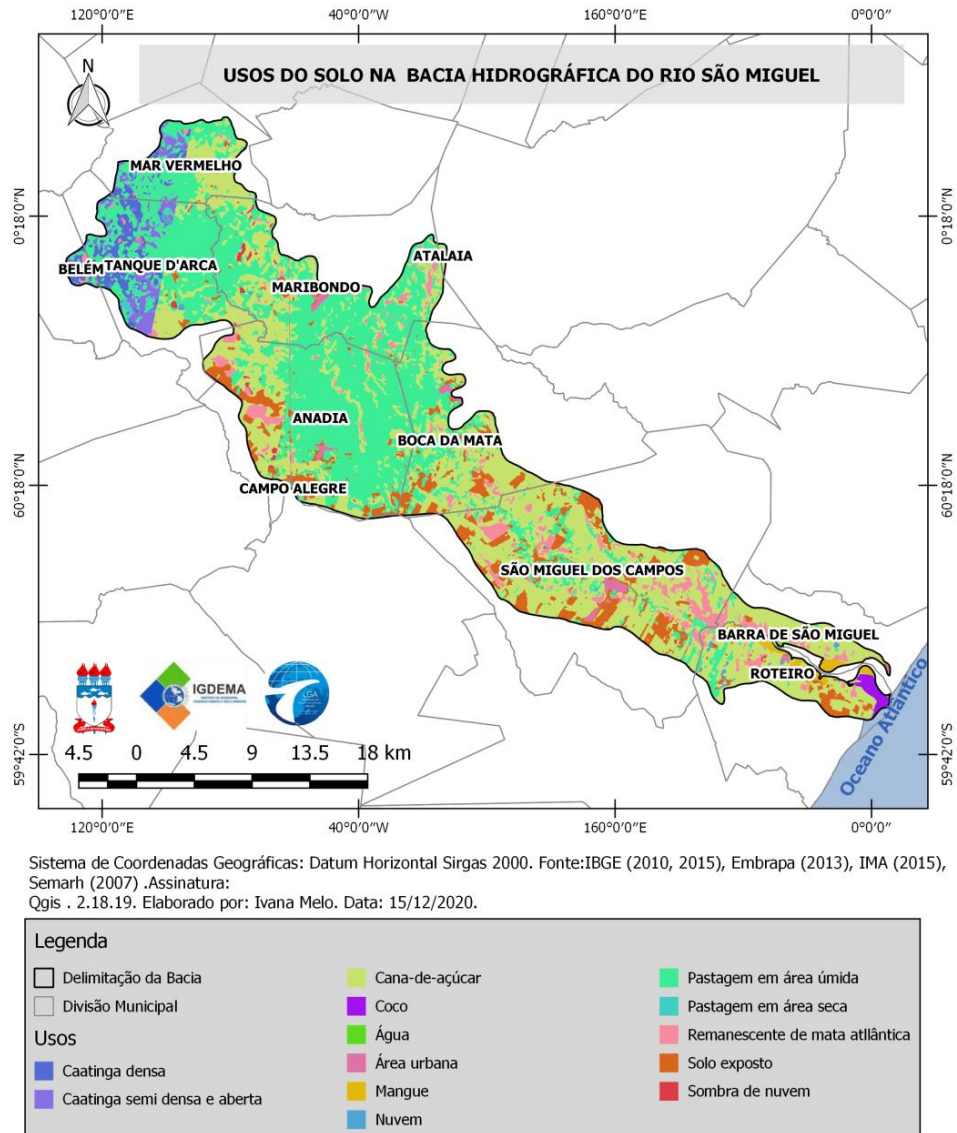 120°0'0"E
40°0'0"W
160°0'0"E
0°0'0"
USOS DO SOLO NA BACIA HIDROGRÁFICA DO RIO SÃO MIGUEL
N
MAR VERMELHO
0°18'0"N
0°18'0"N
ATALAIA
BELÉM
TANQUE D'ARCA
MARIBONDO
ANADIA
BOCA DA MATA
CAMPO ALEGRE
60°18'0"N
60°18'0"N
SÃO MIGUEL DOS CAMPOS
BARRA DE SÃO MIGUEL
ROTEIRO
IGDEMA
LGA
Oceano Atlântico
4.5 0 4.5 9 13.5 18 km
59°42'0"S
59°42'0"S
120°0'0"E
40°0'0"W
160°0'0"E
0°0'0"
Sistema de Coordenadas Geográficas: Datum Horizontal Sirgas 2000. Fonte:IBGE (2010, 2015), Embrapa (2013), IMA (2015),
Semarh (2007) .Assinatura:
Qgis . 2.18.19. Elaborado por: Ivana Melo. Data: 15/12/2020.
Legenda
Delimitação da Bacia
Divisão Municipal
Usos
Caatinga densa
Caatinga semi densa e aberta
Cana-de-açúcar
Coco
Água
Área urbana
Mangue
Nuvem
Pastagem em área úmida
Pastagem em área seca
Remanescente de mata atllântica
Solo exposto
Sombra de nuvem